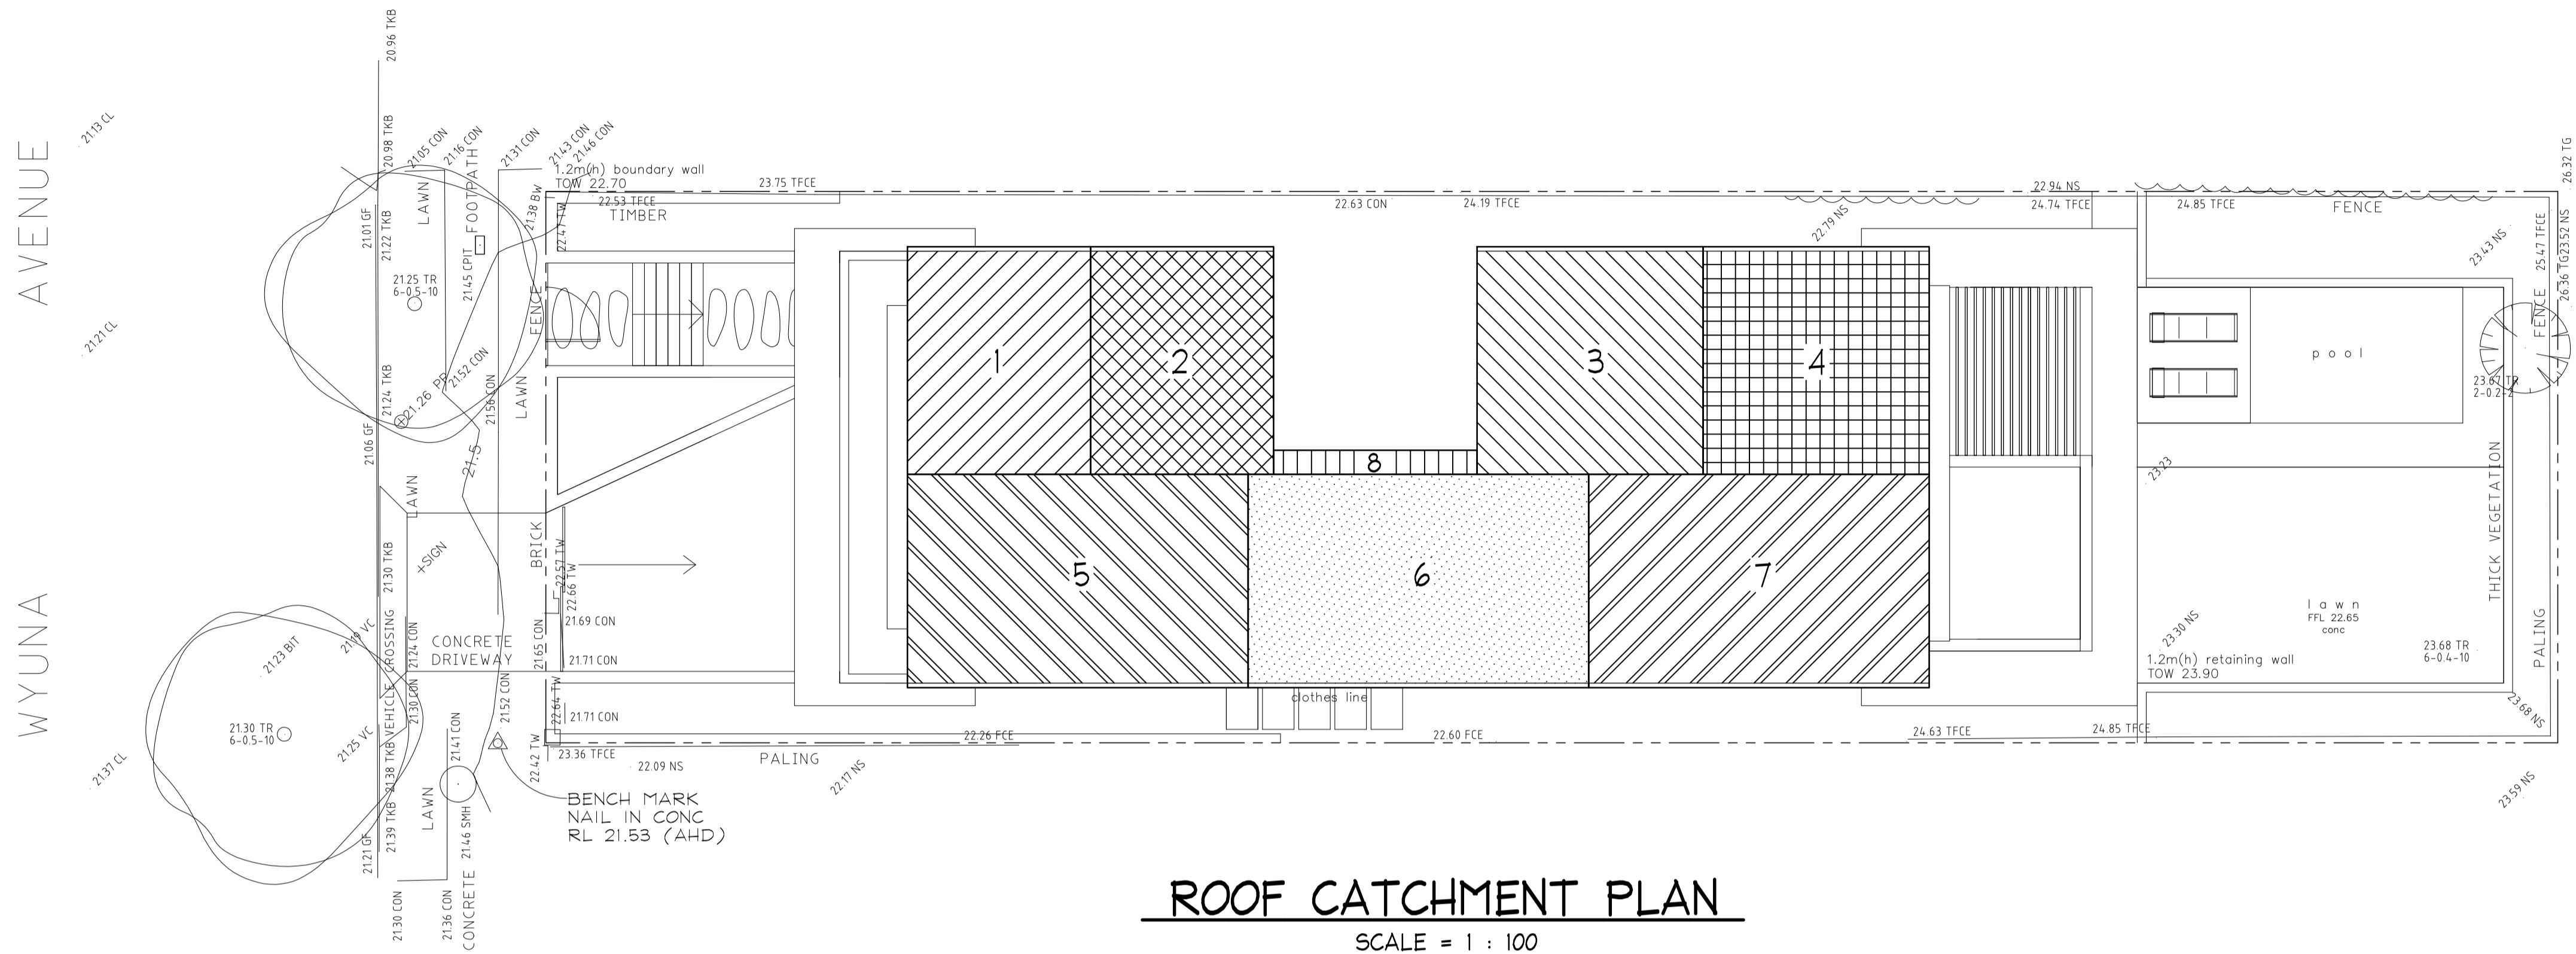 WYUNA AVENUE
21.13 CL
21.21 CL
21.37 CL
20.96 TKB
20.98 TKB
21.05 CON
21.16 CON
21.31 CON
21.43 CON
21.46 CON
1.2m(h) boundary wall
TOW 22.70
23.75 TFCE
22.53 TFCE
TIMBER
21.38 BW
22.47 TW
LAWN
FOOTPATH
21.01 GF
21.22 TKB
21.45 CPIT
21.25 TR
6-0.5-10
FENCE
21.24 TKB
21.26 PP
21.52 CON
21.56 CON
LAWN
21.06 GF
21.5
LAWN
BRICK
+SIGN
21.30 TKB
22.57 TW
22.66 TW
21.69 CON
21.65 CON
21.71 CON
CONCRETE
DRIVEWAY
21.19 VC
21.24 CON
VEHICLE CROSSING
21.23 BIT
21.30 CON
21.52 CON
22.64 TW
21.71 CON
21.30 TR
6-0.5-10
21.25 VC
21.38 TKB
21.41 CON
22.42 TW
23.36 TFCE
22.09 NS
PALING
22.17 NS
LAWN
21.39 TKB
21.21 GF
21.46 SMH
CONCRETE
21.30 CON
21.36 CON
BENCH MARK
NAIL IN CONC
RL 21.53 (AHD)
22.63 CON
24.19 TFCE
22.79 NS
22.94 NS
24.74 TFCE
24.85 TFCE
FENCE
26.32 TG
23.52 NS
26.36 TG
25.47 TFCE
FENCE
23.43 NS
1
2
3
4
5
6
7
8
pool
23.67 TR
2-0.2-2
23.23
THICK VEGETATION
lawn
FFL 22.65
conc
23.30 NS
1.2m(h) retaining wall
TOW 23.90
23.68 TR
6-0.4-10
PALING
23.68 NS
23.59 NS
clothes line
22.26 FCE
22.60 FCE
24.63 TFCE
24.85 TFCE
ROOF CATCHMENT PLAN
SCALE = 1 : 100